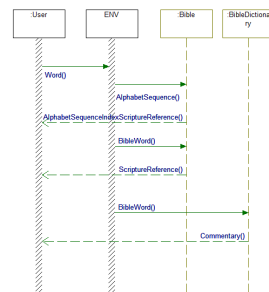 :User
ENV
:Bible
:BibleDictiona
ry
Word()
AlphabetSequence()
AlphabetSequenceIndexScriptureReference()
BibleWord()
ScriptureReference()
BibleWord()
Commentary()